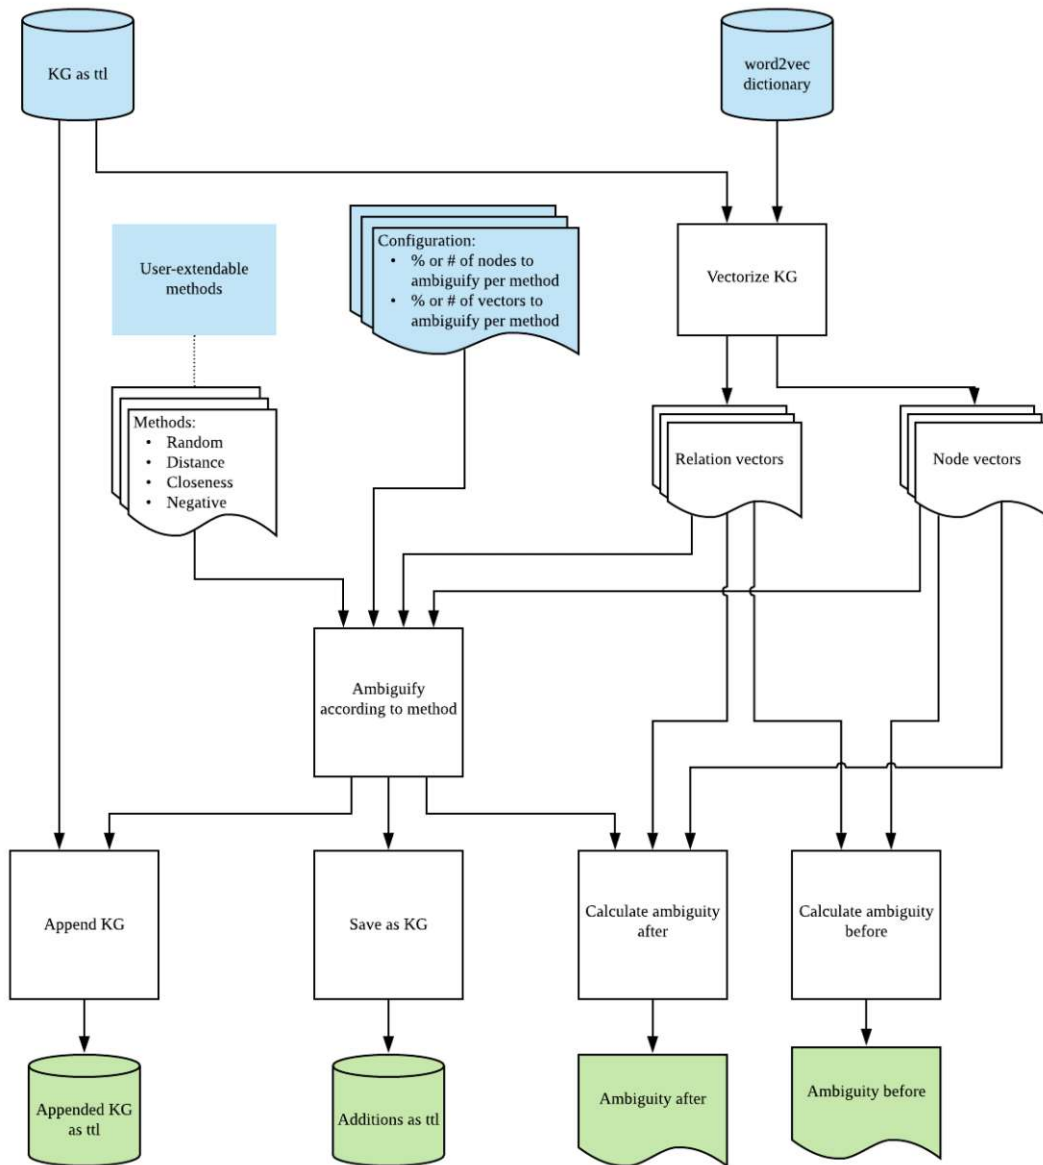 KG as ttl
word2vec
dictionary
User-extendable
methods
Configuration:
• % or # of nodes to
ambiguify per method
• % or # of vectors to
ambiguify per method
Vectorize KG
Methods:
• Random
• Distance
• Closeness
• Negative
Relation vectors
Node vectors
Ambiguify
according to method
Append KG
Save as KG
Calculate ambiguity
after
Calculate ambiguity
before
Appended KG
as ttl
Additions as ttl
Ambiguity after
Ambiguity before